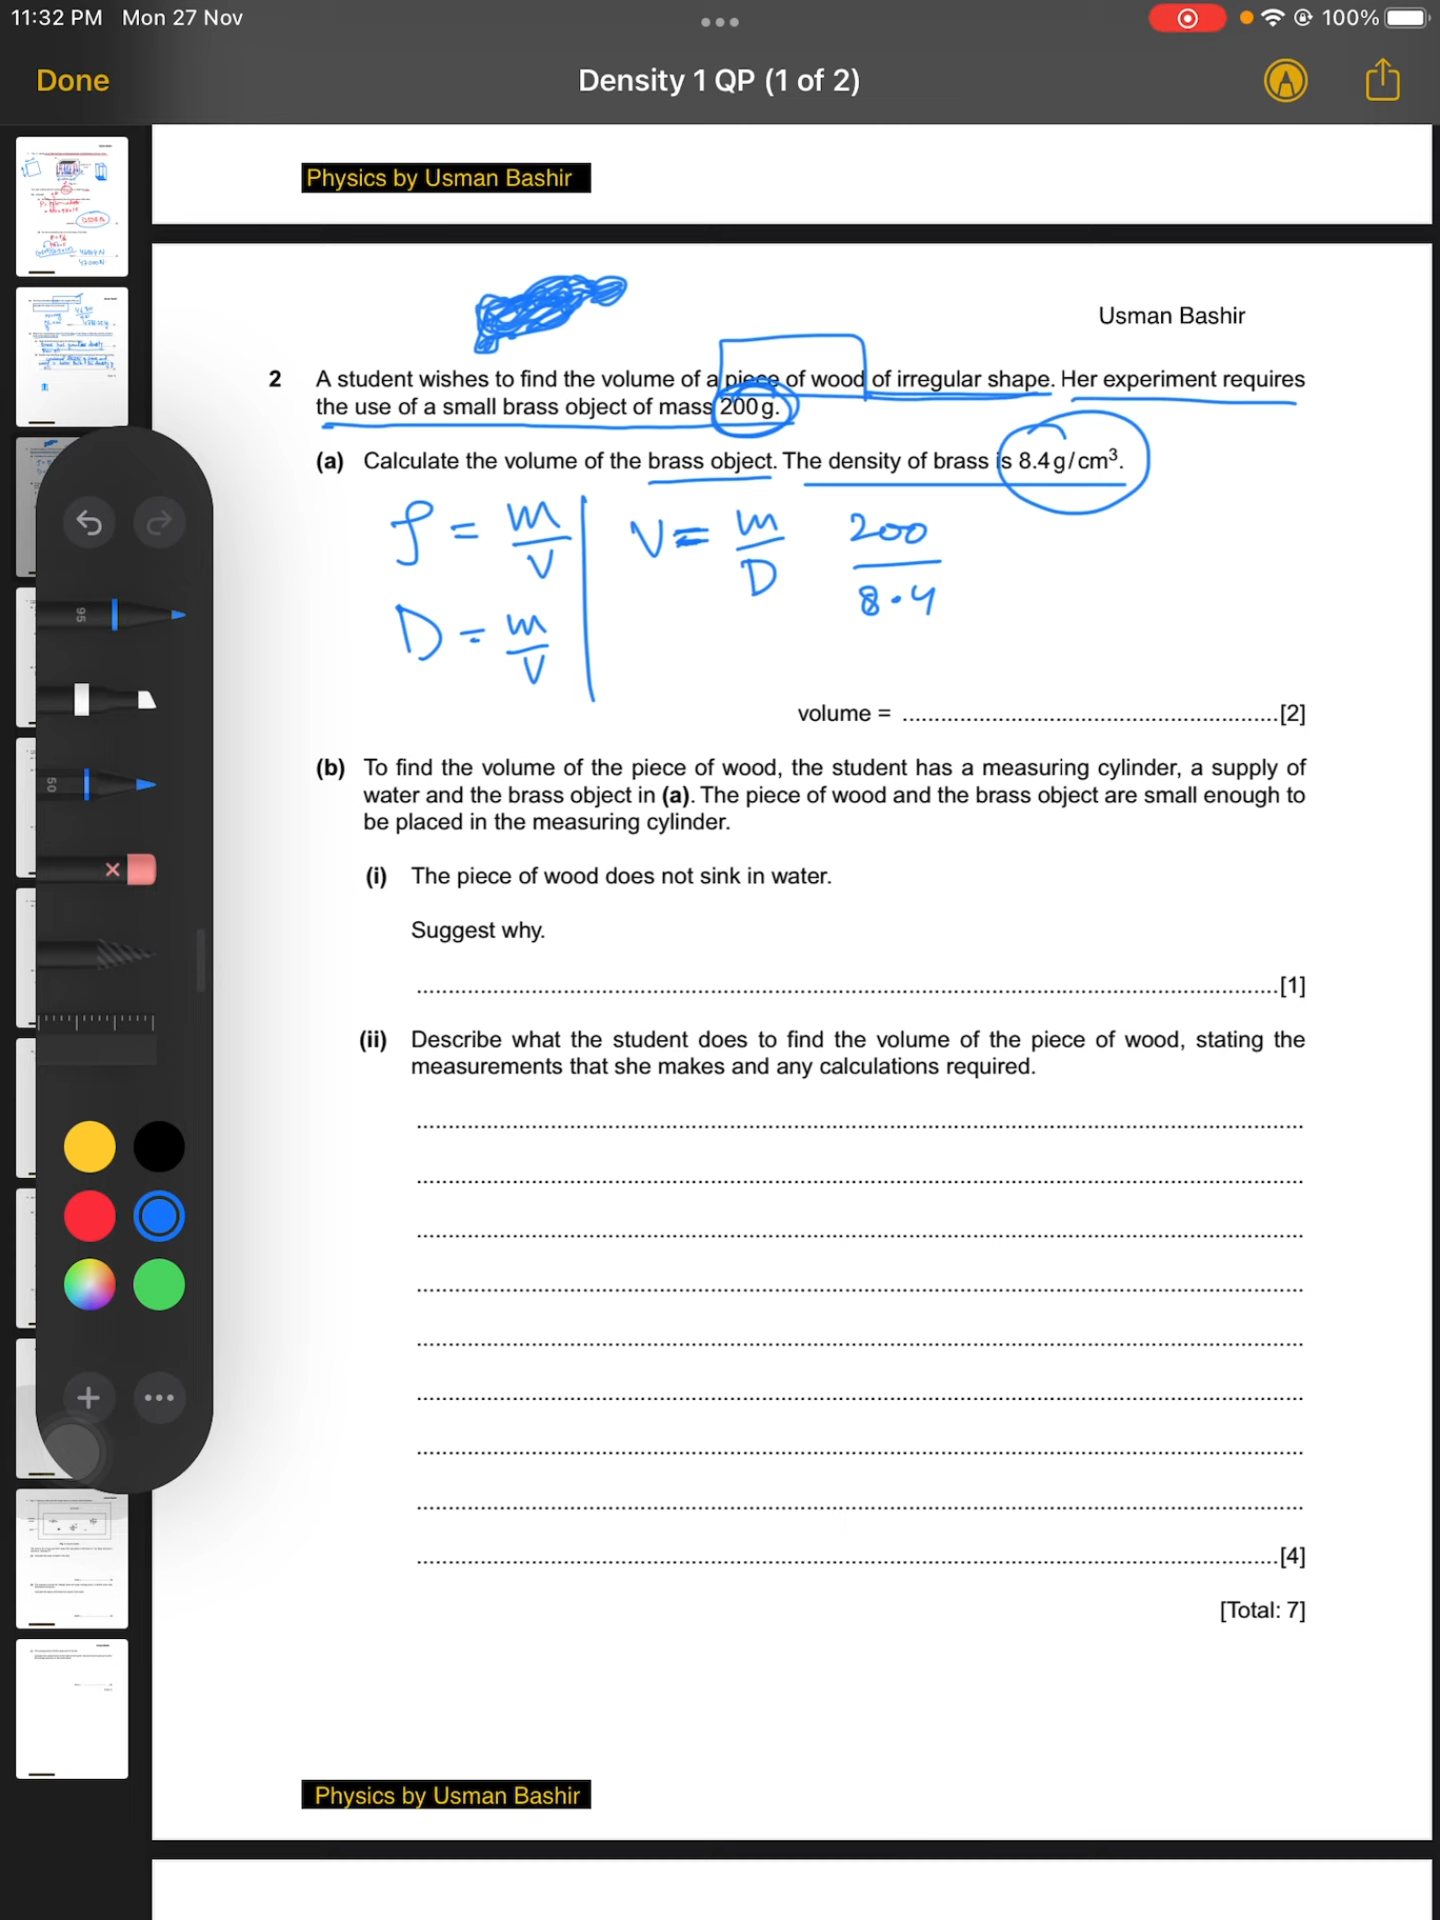 11:32 PM Mon 27 Nov
100%
Done
Density 1 QP (1 of 2)
Physics by Usman Bashir
Usman Bashir
2 A student wishes to find the volume of a piece of wood of irregular shape. Her experiment requires
the use of a small brass object of mass 200 g.
(a) Calculate the volume of the brass object. The density of brass is 8.4 g/cm³.
ρ = m/V
V = m/D
200/8.4
D = m/V
volume = ..........................................................[2]
(b) To find the volume of the piece of wood, the student has a measuring cylinder, a supply of
water and the brass object in (a). The piece of wood and the brass object are small enough to
be placed in the measuring cylinder.
(i) The piece of wood does not sink in water.
Suggest why.
..........................................................[1]
(ii) Describe what the student does to find the volume of the piece of wood, stating the
measurements that she makes and any calculations required.
..........................................................[4]
[Total: 7]
Physics by Usman Bashir
95
50